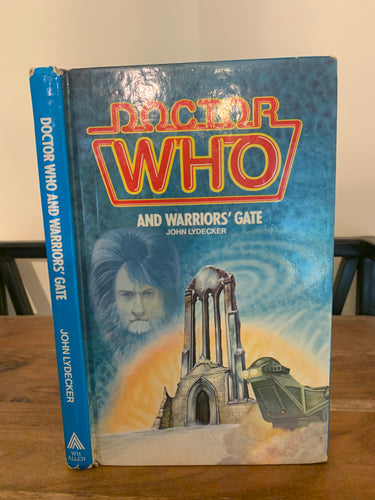 DOCTOR WHO AND WARRIORS' GATE
JOHN LYDECKER
WH
ALLEN
DOCTOR
WHO
AND WARRIORS' GATE
JOHN LYDECKER